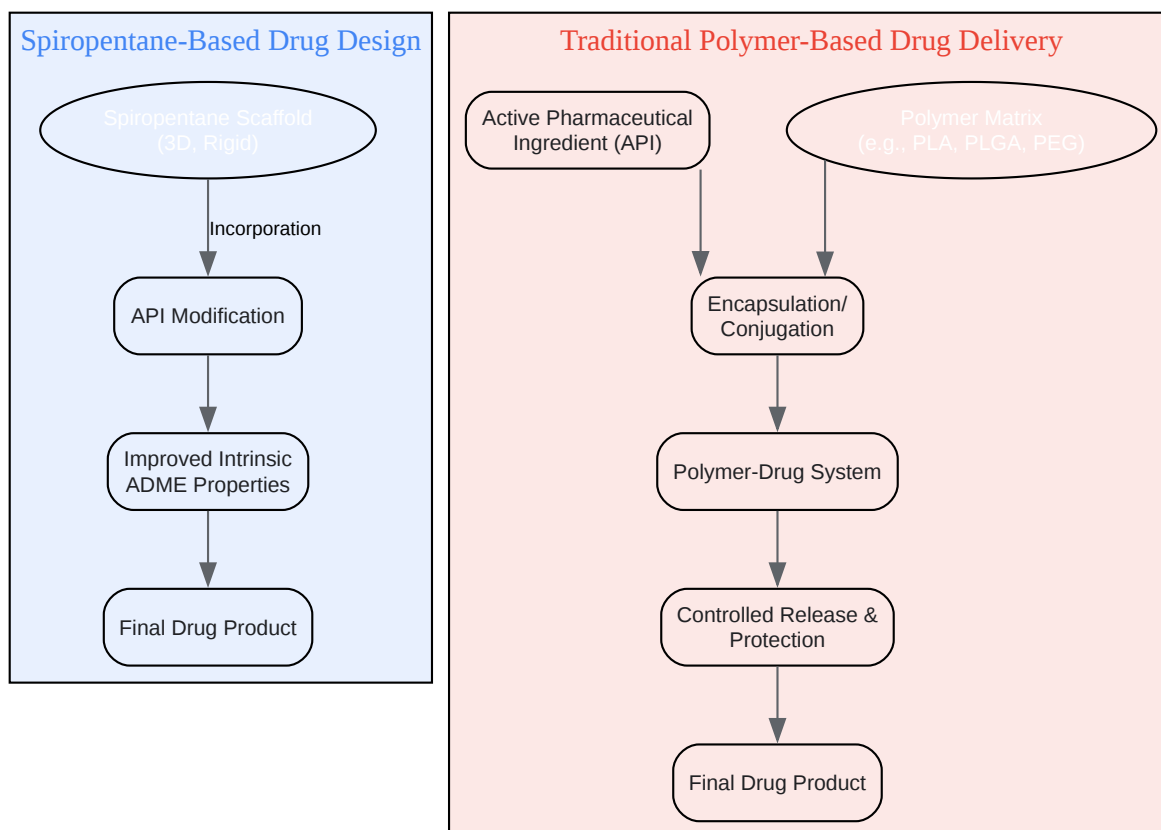 Spiropentane-Based Drug Design
Spiropentane Scaffold
(3D, Rigid)
Incorporation
API Modification
Improved Intrinsic
ADME Properties
Final Drug Product
Traditional Polymer-Based Drug Delivery
Active Pharmaceutical
Ingredient (API)
Polymer Matrix
(e.g., PLA, PLGA, PEG)
Encapsulation/
Conjugation
Polymer-Drug System
Controlled Release &
Protection
Final Drug Product